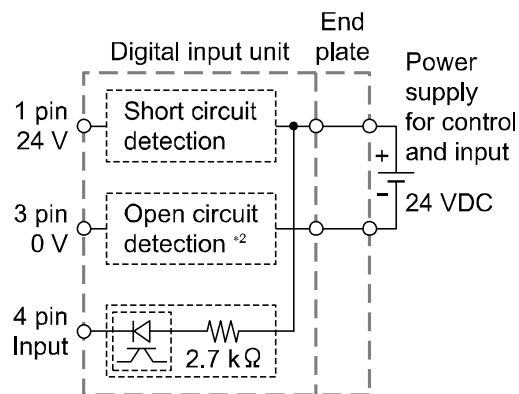 Digital input unit
End
plate
1 pin
24 V
Short circuit
detection
3 pin
0 V
Open circuit
detection *2
4 pin
Input
2.7 kΩ
Power
supply
for control
and input
+
−
24 VDC